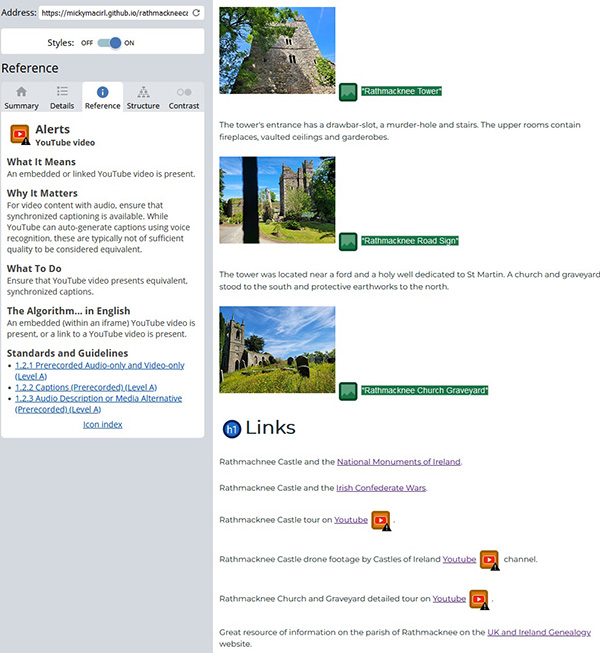 Address: https://mickymacirl.github.io/rathmackneeca
Styles: OFF ON
Reference
Summary Details Reference Structure Contrast
Alerts
YouTube video
What It Means
An embedded or linked YouTube video is present.
Why It Matters
For video content with audio, ensure that
synchronized captioning is available. While
YouTube can auto-generate captions using voice
recognition, these are typically not of sufficient
quality to be considered equivalent.
What To Do
Ensure that YouTube video presents equivalent,
synchronized captions.
The Algorithm... in English
An embedded (within an iframe) YouTube video is
present, or a link to a YouTube video is present.
Standards and Guidelines
• 1.2.1 Prerecorded Audio-only and Video-only
(Level A)
• 1.2.2 Captions (Prerecorded) (Level A)
• 1.2.3 Audio Description or Media Alternative
(Prerecorded) (Level A)
Icon index
*Rathmacknee Tower*
The tower's entrance has a drawbar-slot, a murder-hole and stairs. The upper rooms contain
fireplaces, vaulted ceilings and garderobes.
*Rathmacknee Road Sign*
The tower was located near a ford and a holy well dedicated to St Martin. A church and graveyard
stood to the south and protective earthworks to the north.
*Rathmacknee Church Graveyard*
h1 Links
Rathmachnee Castle and the National Monuments of Ireland.
Rathmacknee Castle and the Irish Confederate Wars.
Rathmacknee Castle tour on Youtube .
Rathmacknee Castle drone footage by Castles of Ireland Youtube channel.
Rathmacknee Church and Graveyard detailed tour on Youtube .
Great resource of information on the parish of Rathmacknee on the UK and Ireland Genealogy
website.